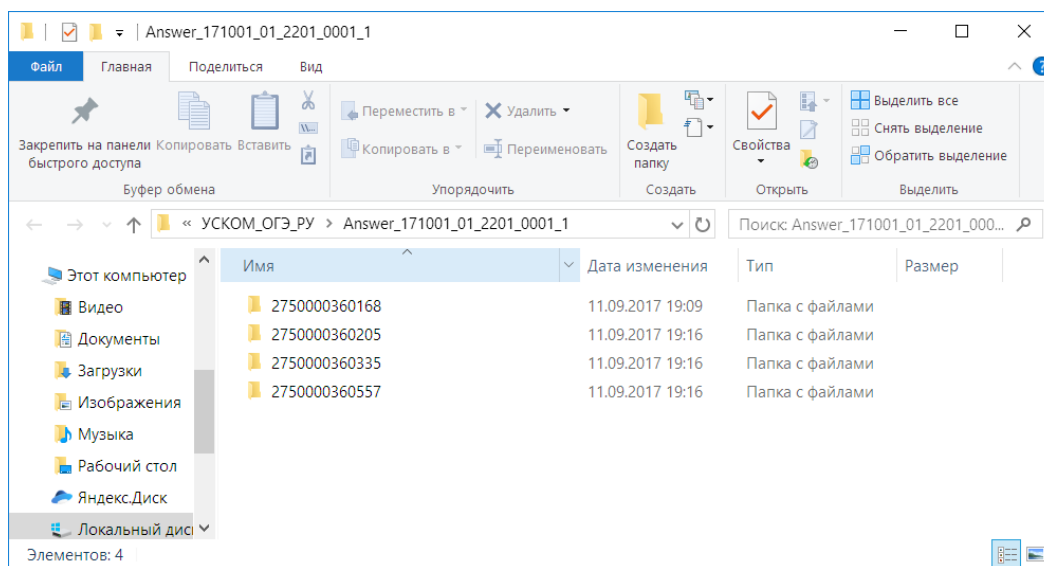 Answer_171001_01_2201_0001_1
Файл Главная Поделиться Вид
Закрепить на панели быстрого доступа
Копировать
Вставить
Переместить в
Копировать в
Удалить
Переименовать
Создать папку
Свойства
Выделить все
Снять выделение
Обратить выделение
Буфер обмена Упорядочить Создать Открыть Выделить
« УСКОМ_ОГЭ_РУ > Answer_171001_01_2201_0001_1 Поиск: Answer_171001_01_2201_000...
Этот компьютер
Видео
Документы
Загрузки
Изображения
Музыка
Рабочий стол
Яндекс.Диск
Локальный дис
Имя Дата изменения Тип Размер
2750000360168 11.09.2017 19:09 Папка с файлами
2750000360205 11.09.2017 19:16 Папка с файлами
2750000360335 11.09.2017 19:16 Папка с файлами
2750000360557 11.09.2017 19:16 Папка с файлами
Элементов: 4